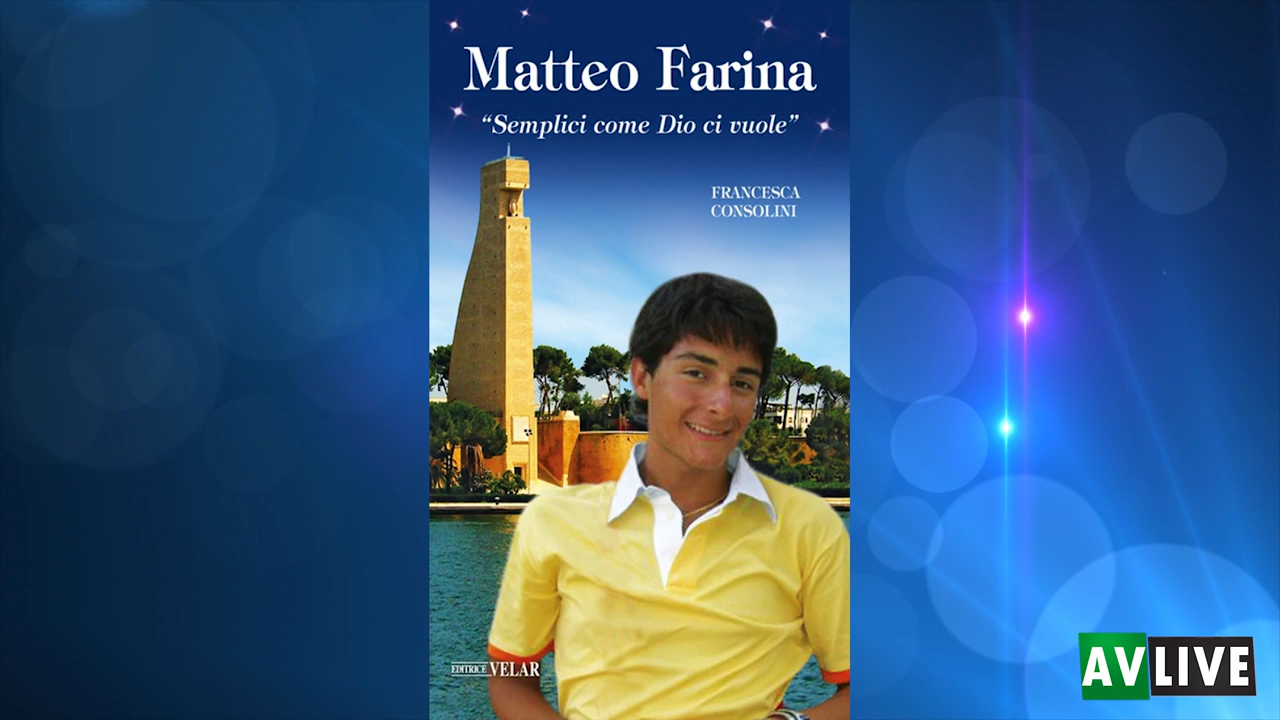 Matteo Farina
“Semplici come Dio ci vuole”
FRANCESCA
CONSOLINI
EDITRICE VELAR
AVLIVE